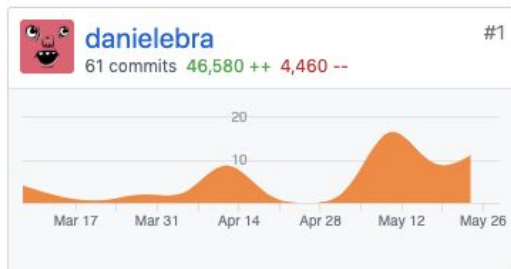 danielebra
#1
61 commits 46,580 ++ 4,460 --
20
10
Mar 17 Mar 31 Apr 14 Apr 28 May 12 May 26